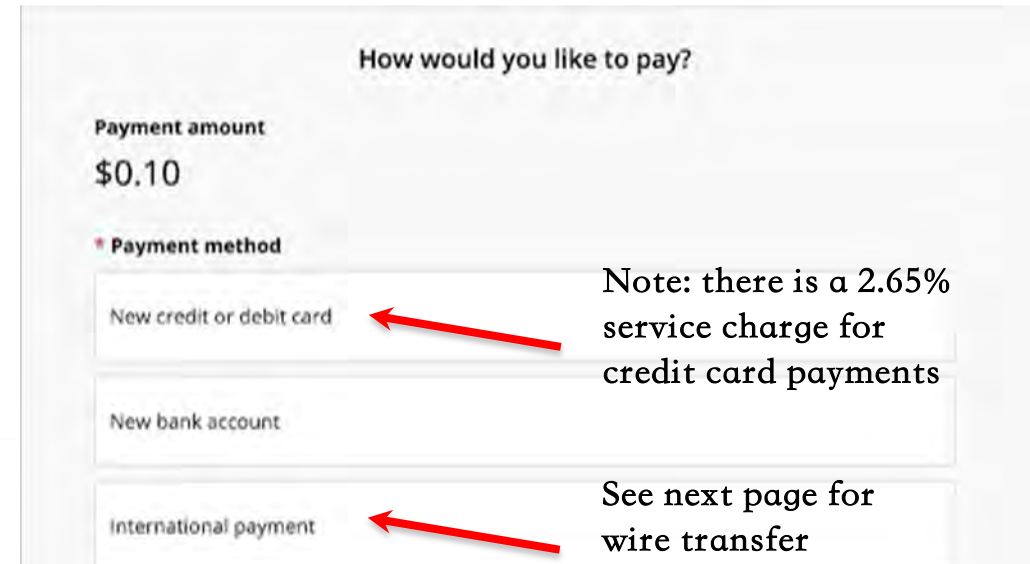 How would you like to pay?
Payment amount
$0.10
* Payment method
New credit or debit card
Note: there is a 2.65%
service charge for
credit card payments
New bank account
International payment
See next page for
wire transfer